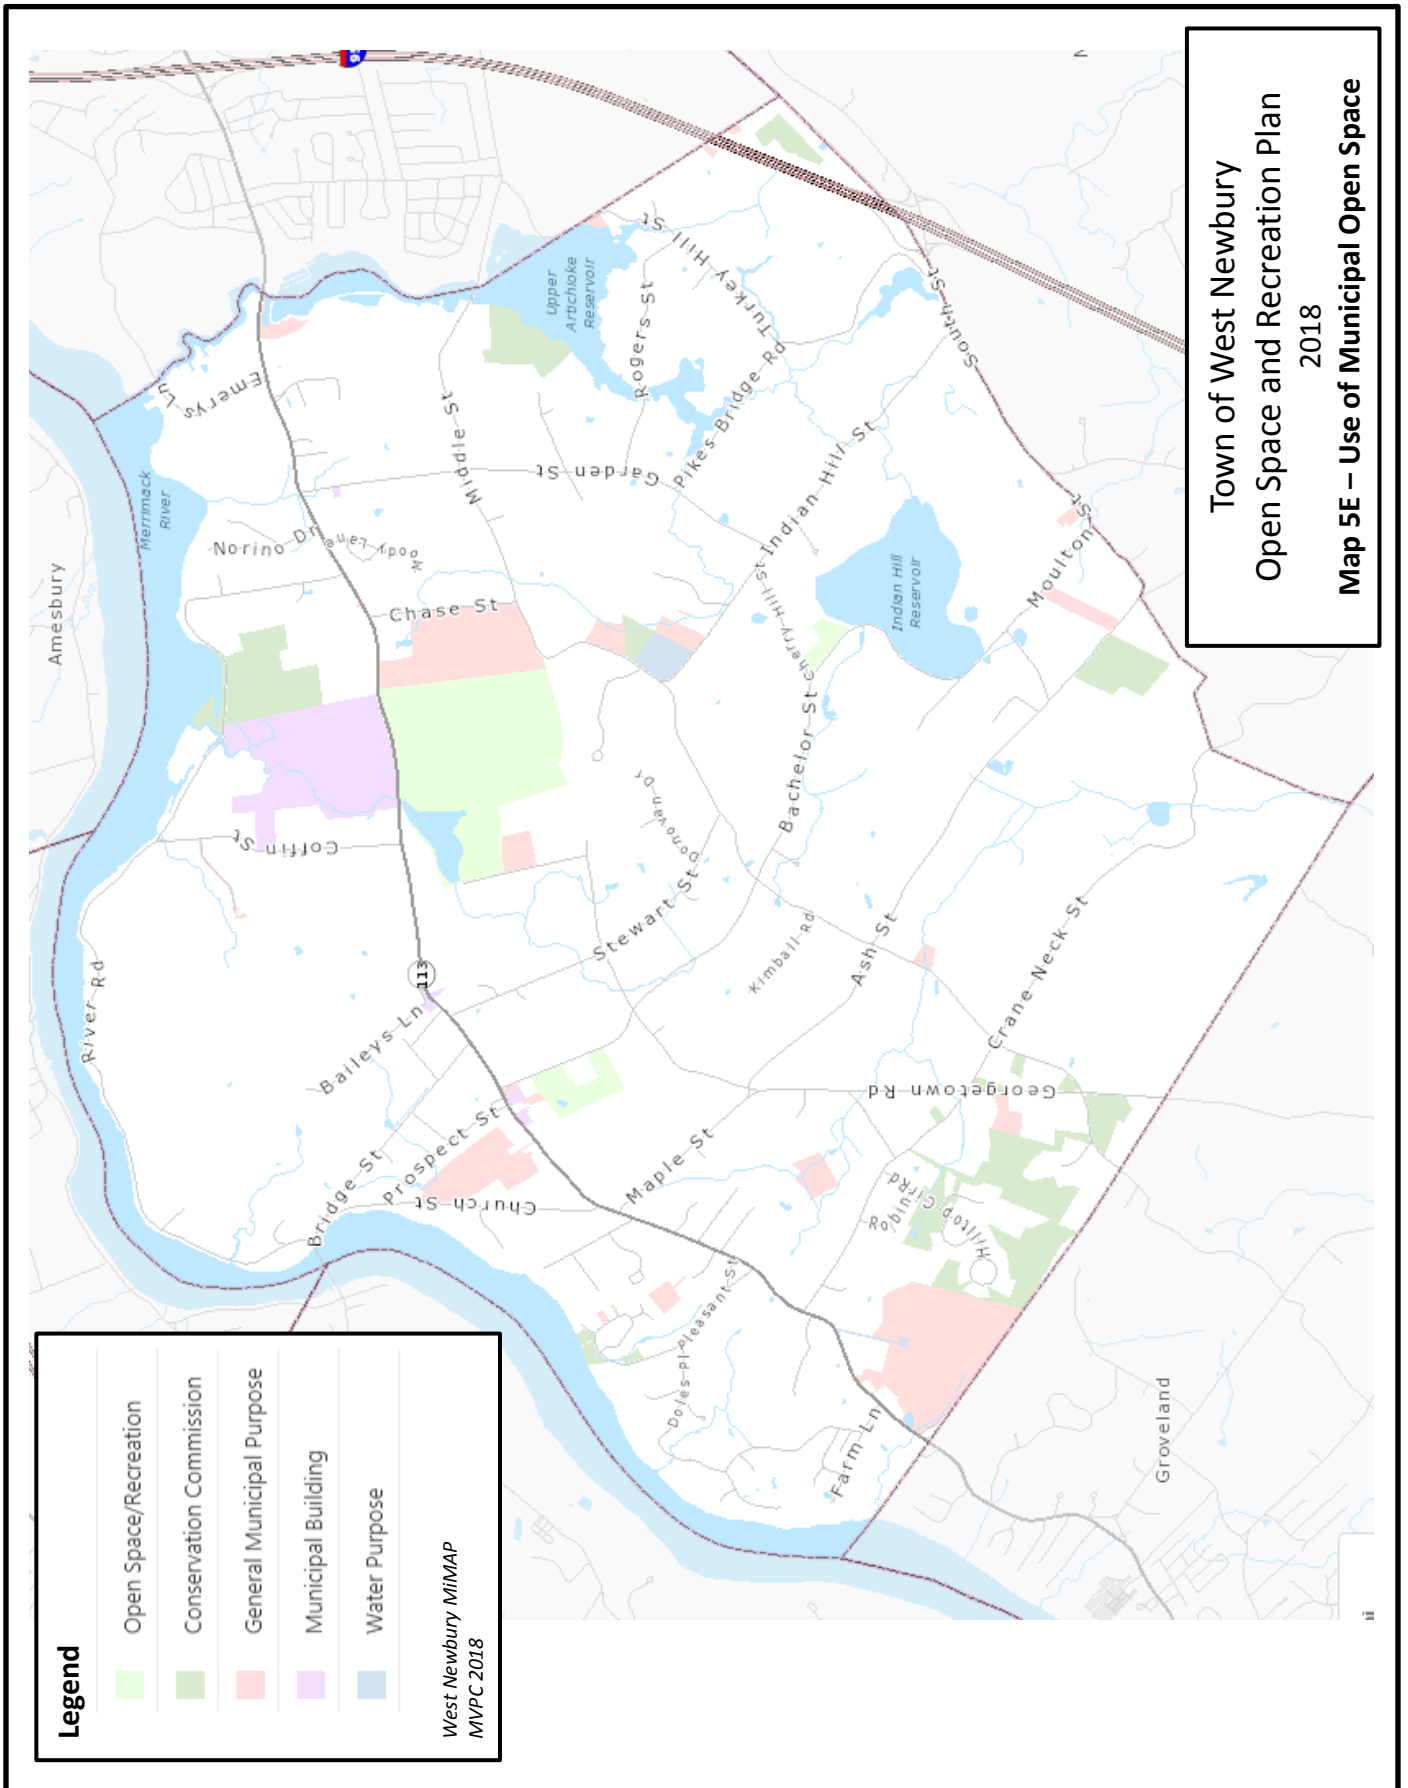 Town of West Newbury
Open Space and Recreation Plan
2018
Map 5E – Use of Municipal Open Space
Legend
Open Space/Recreation
Conservation Commission
General Municipal Purpose
Municipal Building
Water Purpose
West Newbury MiMAP
MVPC 2018
Amesbury
Merrimack
River
River Rd
Emerys Ln
Norino Dr
Moody Lane
Chase St
Middle St
Garden St
Rogers St
Turkey Hill St
Pikes Bridge Rd
Upper
Artichoke
Reservoir
South St
Indian Hill St
Cherry Hill St
Indian Hill
Reservoir
Moulton St
Bachelor St
Donovan Dr
Stewart St
Kimball Rd
Ash St
Crane Neck St
Georgetown Rd
Coffin St
113
Baileys Ln
Prospect St
Bridge St
Church St
Maple St
Robin Cir
Rd
Hilltop
Doles Pl
Pleasant St
Farm Ln
Groveland
N